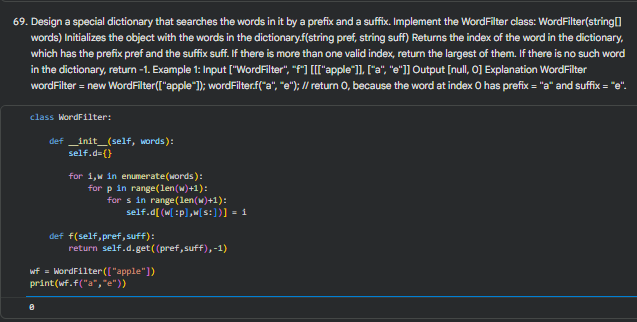 69. Design a special dictionary that searches the words in it by a prefix and a suffix. Implement the WordFilter class: WordFilter(string[]
words) Initializes the object with the words in the dictionary.f(string pref, string suff) Returns the index of the word in the dictionary,
which has the prefix pref and the suffix suff. If there is more than one valid index, return the largest of them. If there is no such word
in the dictionary, return -1. Example 1: Input ["WordFilter", "f"] [[["apple"]], ["a", "e"]] Output [null, 0] Explanation WordFilter
wordFilter = new WordFilter(["apple"]); wordFilter.f("a", "e"); // return 0, because the word at index 0 has prefix = "a" and suffix = "e".
class WordFilter:
def __init__(self, words):
self.d={}
for i,w in enumerate(words):
for p in range(len(w)+1):
for s in range(len(w)+1):
self.d[(w[:p],w[s:])] = i
def f(self,pref,suff):
return self.d.get((pref,suff),-1)
wf = WordFilter(["apple"])
print(wf.f("a","e"))
0